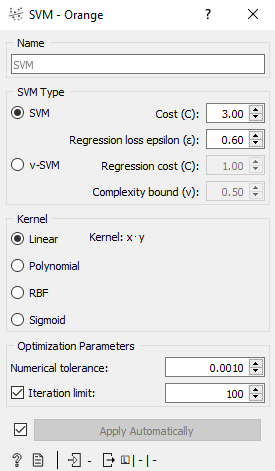 SVM - Orange ?
Name
SVM
SVM Type
SVM Cost (C): 3.00
Regression loss epsilon (ε): 0.60
ν-SVM Regression cost (C): 1.00
Complexity bound (ν): 0.50
Kernel
Linear Kernel: x·y
Polynomial
RBF
Sigmoid
Optimization Parameters
Numerical tolerance: 0.0010
Iteration limit: 100
Apply Automatically
? | - | - | -